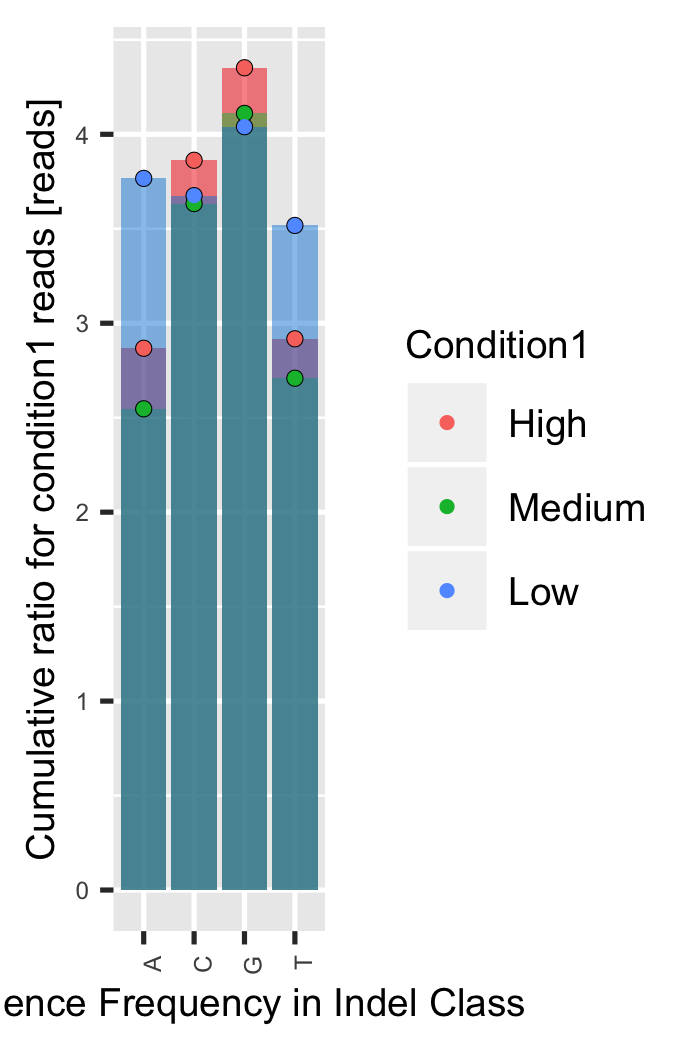 Cumulative ratio for condition1 reads [reads]
4
3
2
1
0
A
C
G
T
ence Frequency in Indel Class
Condition1
High
Medium
Low